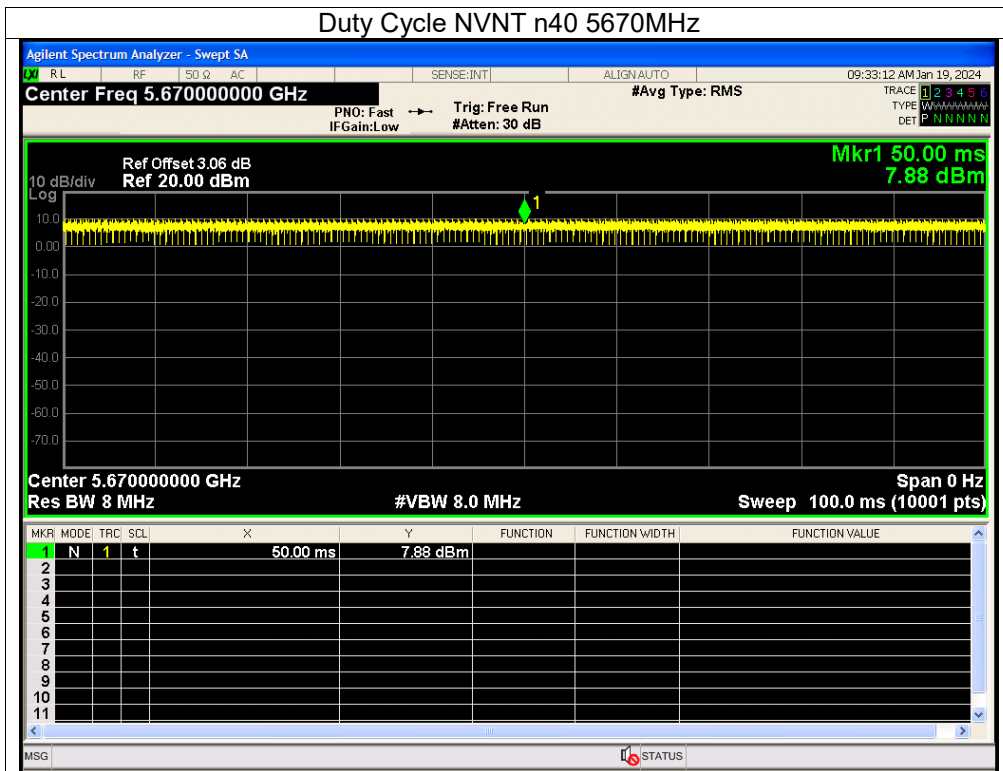 Duty Cycle NVNT n40 5670MHz
Agilent Spectrum Analyzer - Swept SA
LXI RL RF 50 Ω AC SENSE:INT ALIGN AUTO 09:33:12 AM Jan 19, 2024
Center Freq 5.670000000 GHz #Avg Type: RMS TRACE 1 2 3 4 5 6
PNO: Fast Trig: Free Run TYPE WWWWWW
IFGain:Low #Atten: 30 dB DET P N N N N N
Mkr1 50.00 ms
Ref Offset 3.06 dB
10 dB/div Ref 20.00 dBm 7.88 dBm
Log
1
10.0
0.00
-10.0
-20.0
-30.0
-40.0
-50.0
-60.0
-70.0
Center 5.670000000 GHz Span 0 Hz
Res BW 8 MHz #VBW 8.0 MHz Sweep 100.0 ms (10001 pts)
MKR MODE TRC SCL X Y FUNCTION FUNCTION WIDTH FUNCTION VALUE
1 N 1 t 50.00 ms 7.88 dBm
2
3
4
5
6
7
8
9
10
11
MSG STATUS